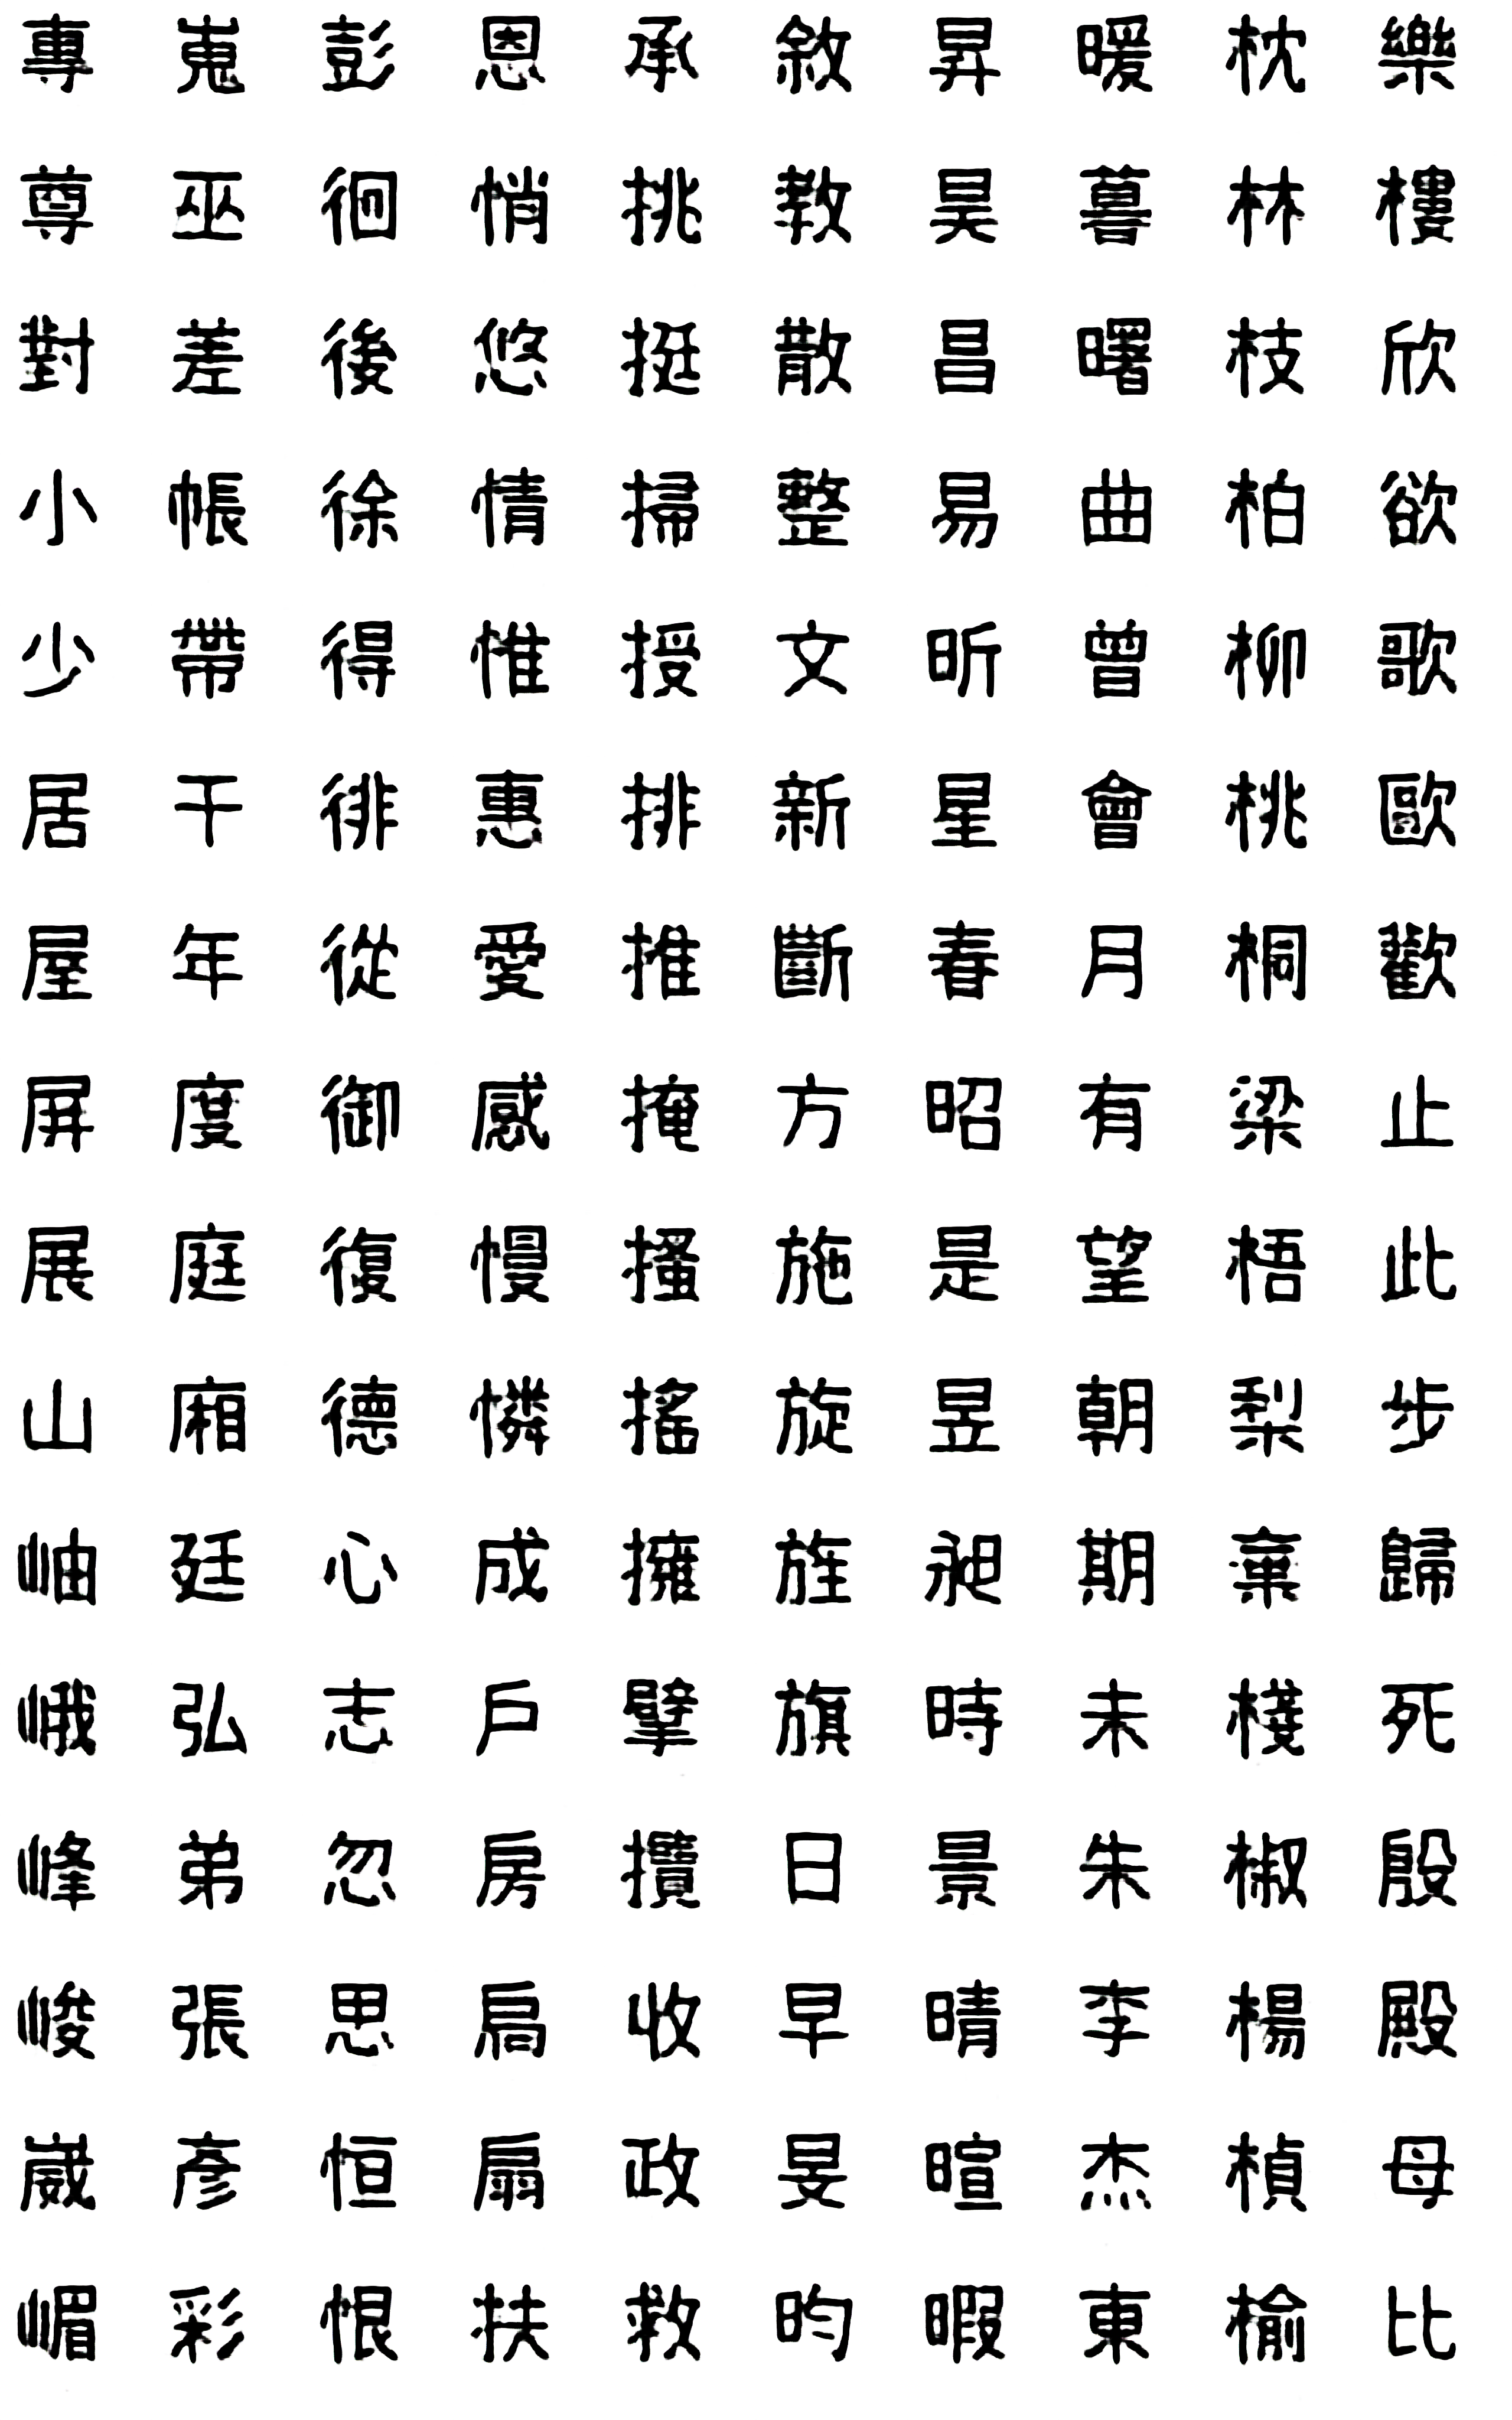 專嵬彭恩承敘昇暖枕樂
尊巫徊悄挑教昊暮林樓
對差後悠挺散昌曙枝欣
小帳徐情掃整易曲柏欲
少帶得惟授文昕曾柳歌
居干徘惠排新星會桃歐
屋年從愛推斷春月桐歡
屏度御感掩方昭有梁止
展庭復慢搔施是望梧此
山廂德憐搖旋昱朝梨步
岫廷心成擁旌昶期棄歸
峨弘志戶擘旗時未棧死
峰弟忽房攢日景朱椒殷
峻張思扃收早晴李楊殿
崴彥恒扇政旻暄杰楨母
嵋彩恨扶救昀暇東榆比